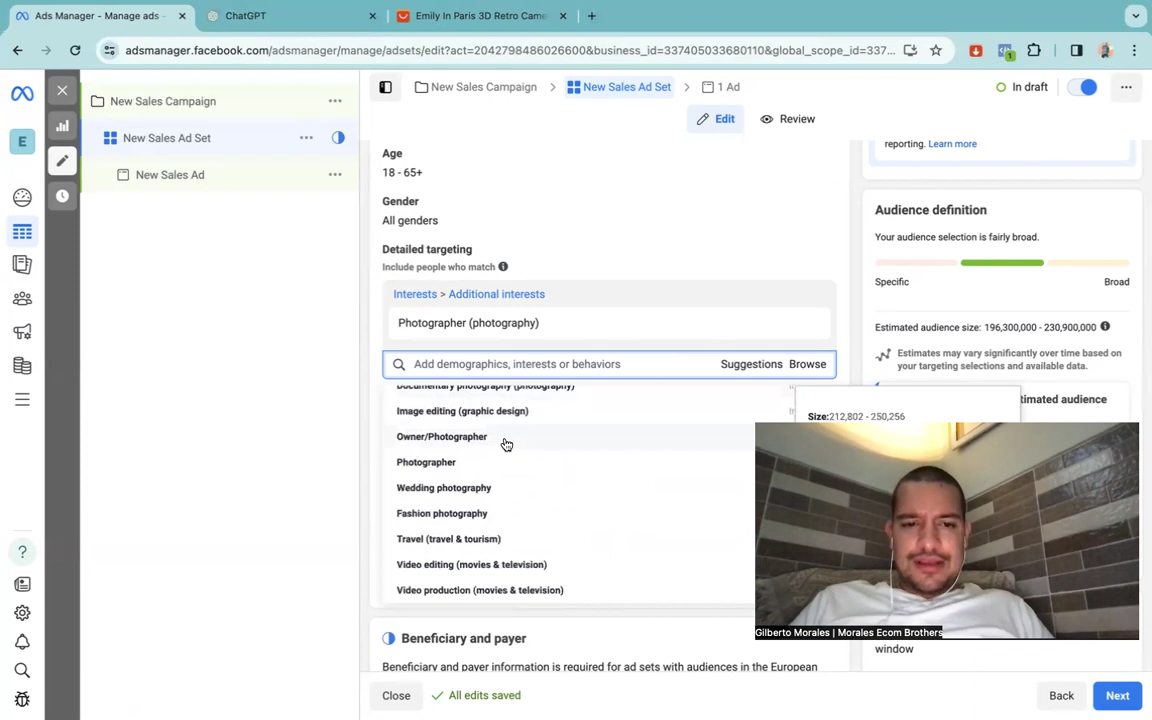 Ads Manager - Manage ads -
ChatGPT
Emily In Paris 3D Retro Came
adsmanager.facebook.com/adsmanager/manage/adsets/edit?act=2042798486026600&business_id=337405033680110&global_scope_id=337...
1
New Sales Campaign
New Sales Ad Set
1 Ad
In draft
Edit
Review
E
New Sales Campaign
New Sales Ad Set
New Sales Ad
Age
18 - 65+
Gender
All genders
Detailed targeting
Include people who match
Interests > Additional interests
Photographer (photography)
Add demographics, interests or behaviors
Suggestions
Browse
Documentary photography (photography)
Image editing (graphic design)
Owner/Photographer
Photographer
Wedding photography
Fashion photography
Travel (travel & tourism)
Video editing (movies & television)
Video production (movies & television)
Beneficiary and payer
Beneficiary and payer information is required for ad sets with audiences in the European
Close
All edits saved
Back
Next
reporting. Learn more
Audience definition
Your audience selection is fairly broad.
Specific
Broad
Estimated audience size: 196,300,000 - 230,900,000
Estimates may vary significantly over time based on
your targeting selections and available data.
timated audience
Size:212,802 - 250,256
Gilberto Morales | Morales Ecom Brothers
window